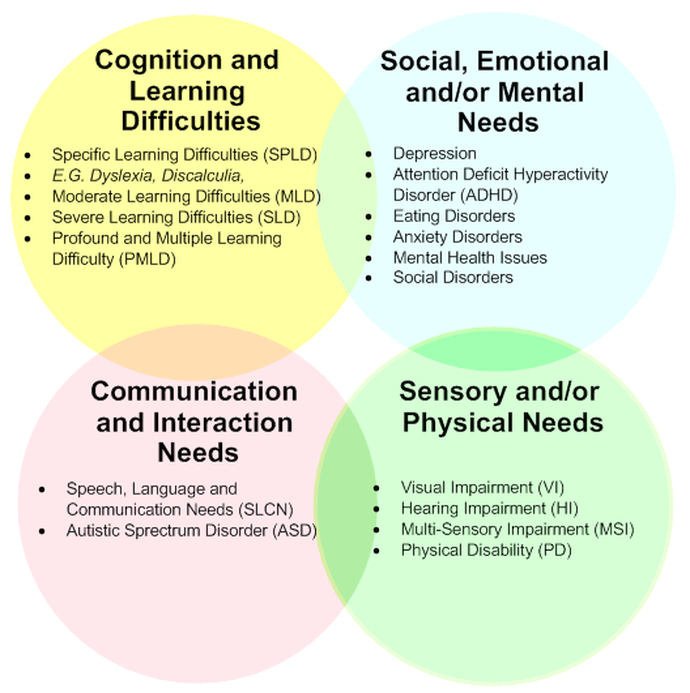 Cognition and
Learning
Difficulties
• Specific Learning Difficulties (SPLD)
• E.G. Dyslexia, Discalculia,
• Moderate Learning Difficulties (MLD)
• Severe Learning Difficulties (SLD)
• Profound and Multiple Learning
Difficulty (PMLD)
Social, Emotional
and/or Mental
Needs
• Depression
• Attention Deficit Hyperactivity
Disorder (ADHD)
• Eating Disorders
• Anxiety Disorders
• Mental Health Issues
• Social Disorders
Communication
and Interaction
Needs
• Speech, Language and
Communication Needs (SLCN)
• Autistic Sprectrum Disorder (ASD)
Sensory and/or
Physical Needs
• Visual Impairment (VI)
• Hearing Impairment (HI)
• Multi-Sensory Impairment (MSI)
• Physical Disability (PD)